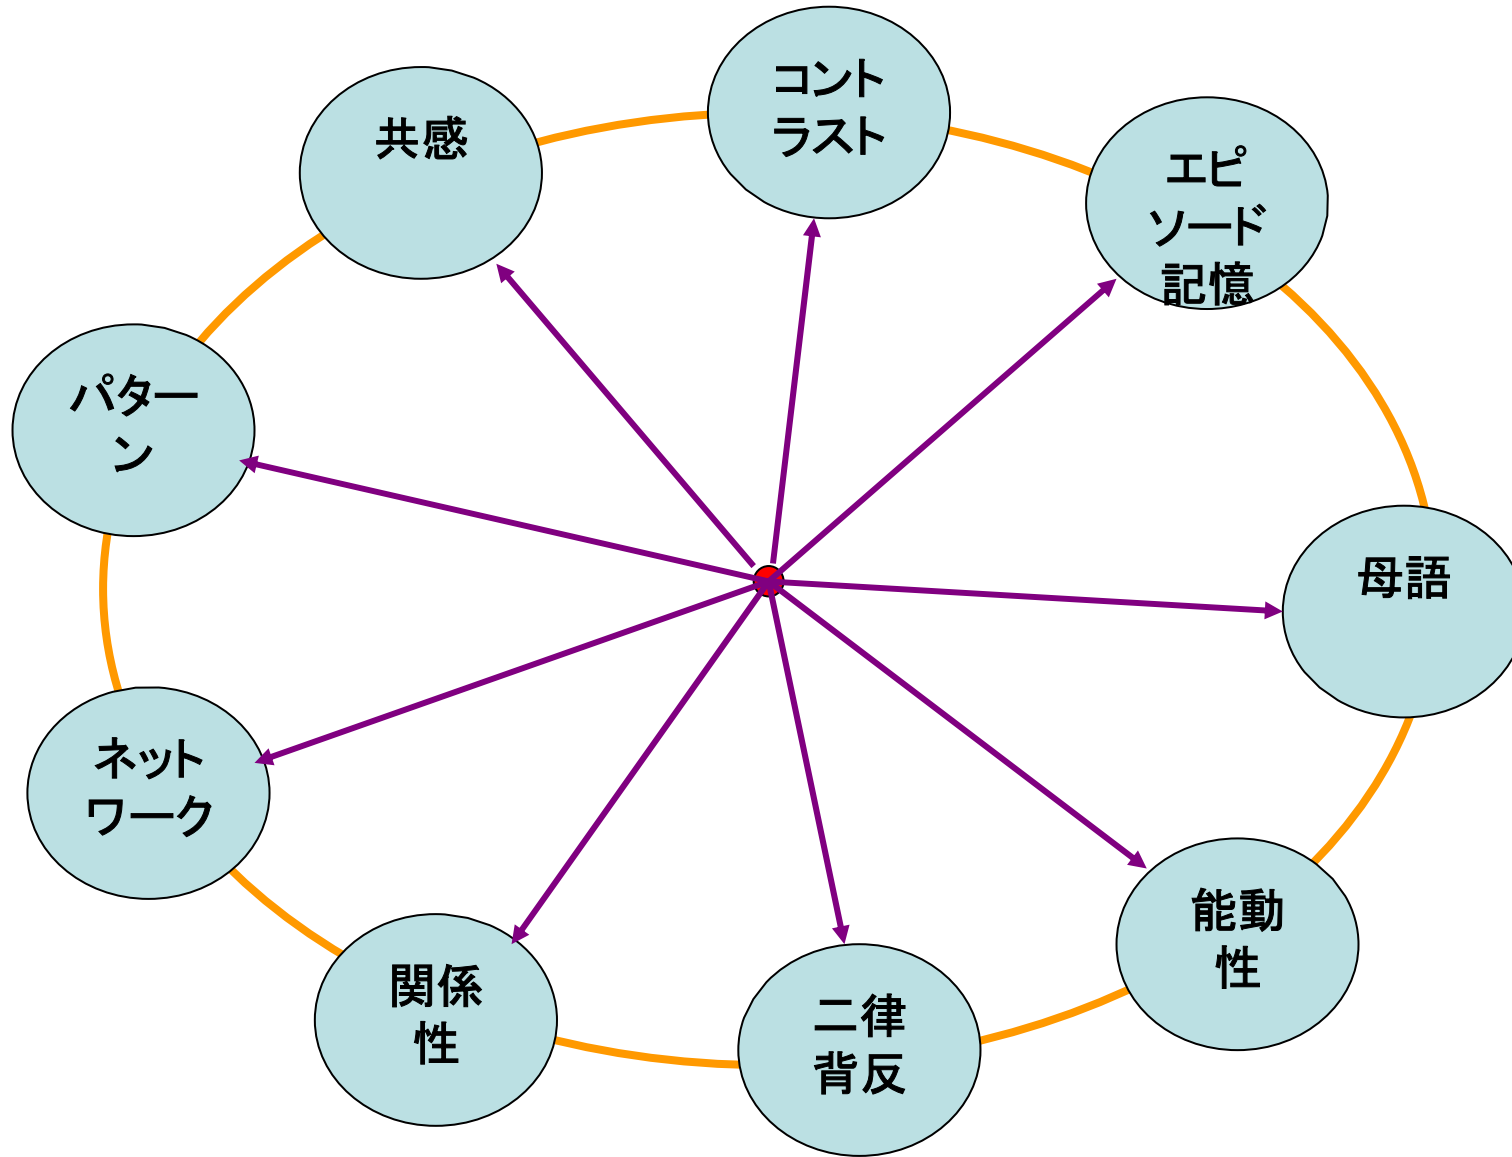 コント
ラスト
共感
エピ
ソード
記憶
パター
ン
母語
ネット
ワーク
能動
性
関係
性
二律
背反